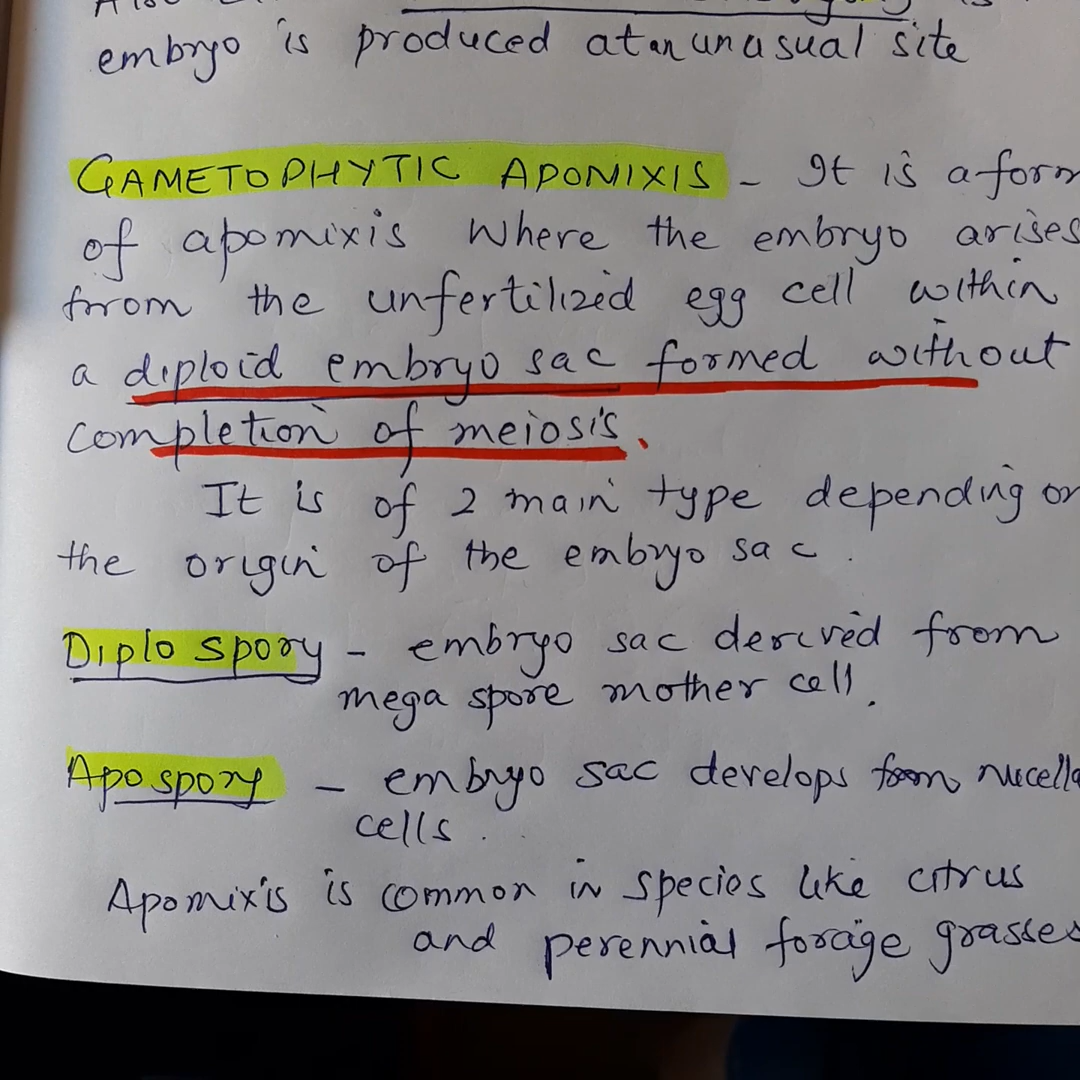 embryo is produced at an unusual site
GAMETOPHYTIC APOMIXIS - It is a form
of apomixis where the embryo arises
from the unfertilized egg cell within
a diploid embryo sac formed without
completion of meiosis.
It is of 2 main type depending on
the origin of the embryo sac.
Diplospory - embryo sac derived from
mega spore mother cell.
Apospory - embryo sac develops from nucella
cells.
Apomixis is common in species like citrus
and perennial forage grasses